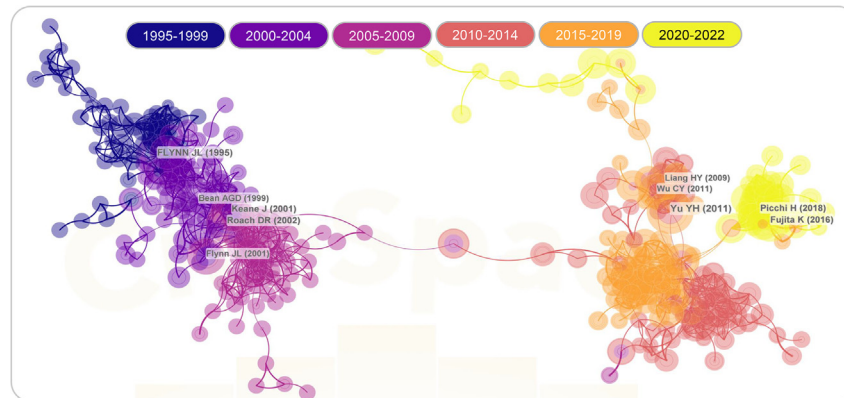 1995-1999 2000-2004 2005-2009 2010-2014 2015-2019 2020-2022
FLYNN JL (1995)
Bean AGD (1999)
Keane J (2001)
Roach DR (2002)
Flynn JL (2001)
Liang HY (2009)
Wu CY (2011)
Yu YH (2011)
Picchi H (2018)
Fujita K (2016)